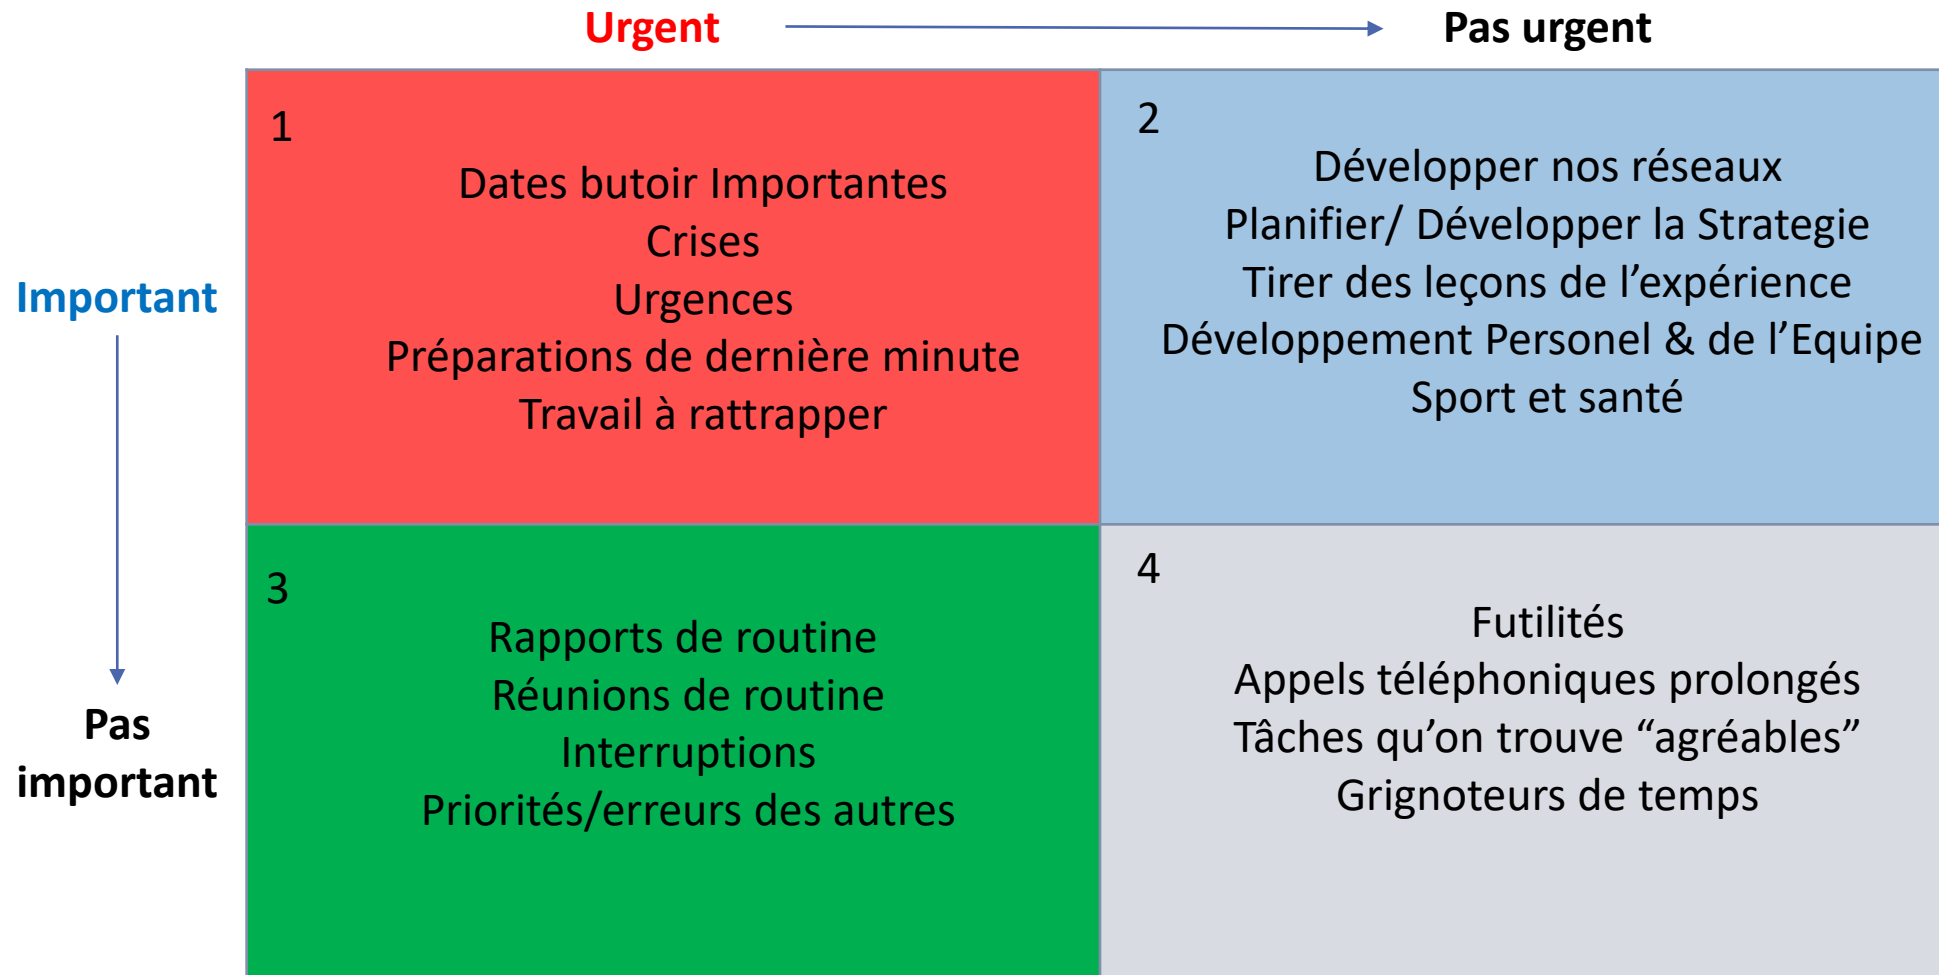 Urgent
Pas urgent
Important
Pas
important
1
Dates butoir Importantes
Crises
Urgences
Préparations de dernière minute
Travail à rattrapper
2
Développer nos réseaux
Planifier/ Développer la Strategie
Tirer des leçons de l’expérience
Développement Personel & de l’Equipe
Sport et santé
3
Rapports de routine
Réunions de routine
Interruptions
Priorités/erreurs des autres
4
Futilités
Appels téléphoniques prolongés
Tâches qu’on trouve “agréables”
Grignoteurs de temps